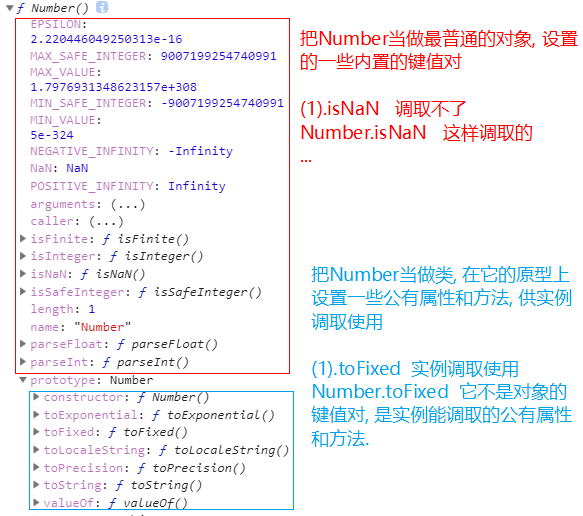 ƒ Number()
EPSILON:
2.220446049250313e-16
MAX_SAFE_INTEGER: 9007199254740991
MAX_VALUE:
1.7976931348623157e+308
MIN_SAFE_INTEGER: -9007199254740991
MIN_VALUE:
5e-324
NEGATIVE_INFINITY: -Infinity
NaN: NaN
POSITIVE_INFINITY: Infinity
arguments: (...)
caller: (...)
isFinite: ƒ isFinite()
isInteger: ƒ isInteger()
isNaN: ƒ isNaN()
isSafeInteger: ƒ isSafeInteger()
length: 1
name: "Number"
parseFloat: ƒ parseFloat()
parseInt: ƒ parseInt()
prototype: Number
constructor: ƒ Number()
toExponential: ƒ toExponential()
toFixed: ƒ toFixed()
toLocaleString: ƒ toLocaleString()
toPrecision: ƒ toPrecision()
toString: ƒ toString()
valueOf: ƒ valueOf()
把Number当做最普通的对象, 设置
的一些内置的键值对
(1).isNaN 调取不了
Number.isNaN 这样调取的
...
把Number当做类, 在它的原型上
设置一些公有属性和方法, 供实例
调取使用
(1).toFixed 实例调取使用
Number.toFixed 它不是对象的
键值对, 是实例能调取的公有属性
和方法.